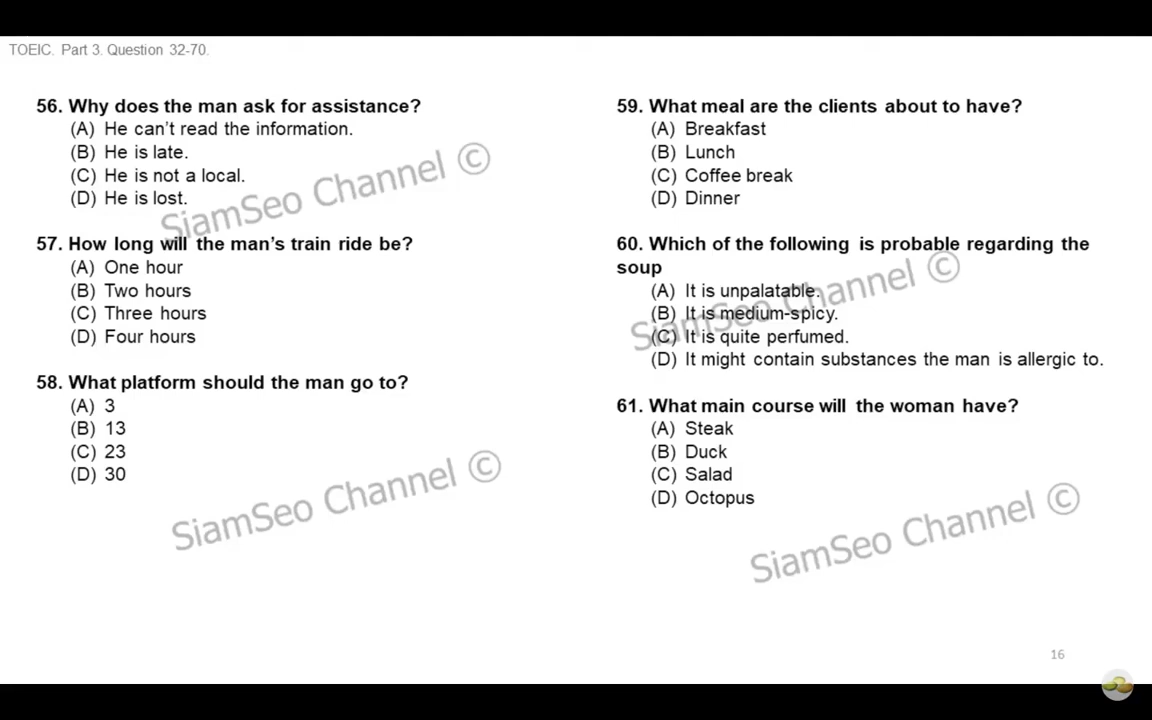 TOEIC. Part 3. Question 32-70.
56. Why does the man ask for assistance?
(A) He can't read the information.
(B) He is late.
(C) He is not a local.
(D) He is lost.
SiamSeo Channel ©
57. How long will the man's train ride be?
(A) One hour
(B) Two hours
(C) Three hours
(D) Four hours
58. What platform should the man go to?
(A) 3
(B) 13
(C) 23
(D) 30
SiamSeo Channel ©
59. What meal are the clients about to have?
(A) Breakfast
(B) Lunch
(C) Coffee break
(D) Dinner
60. Which of the following is probable regarding the
soup
(A) It is unpalatable.
(B) It is medium-spicy.
(C) It is quite perfumed.
(D) It might contain substances the man is allergic to.
SiamSeo Channel ©
61. What main course will the woman have?
(A) Steak
(B) Duck
(C) Salad
(D) Octopus
SiamSeo Channel ©
16